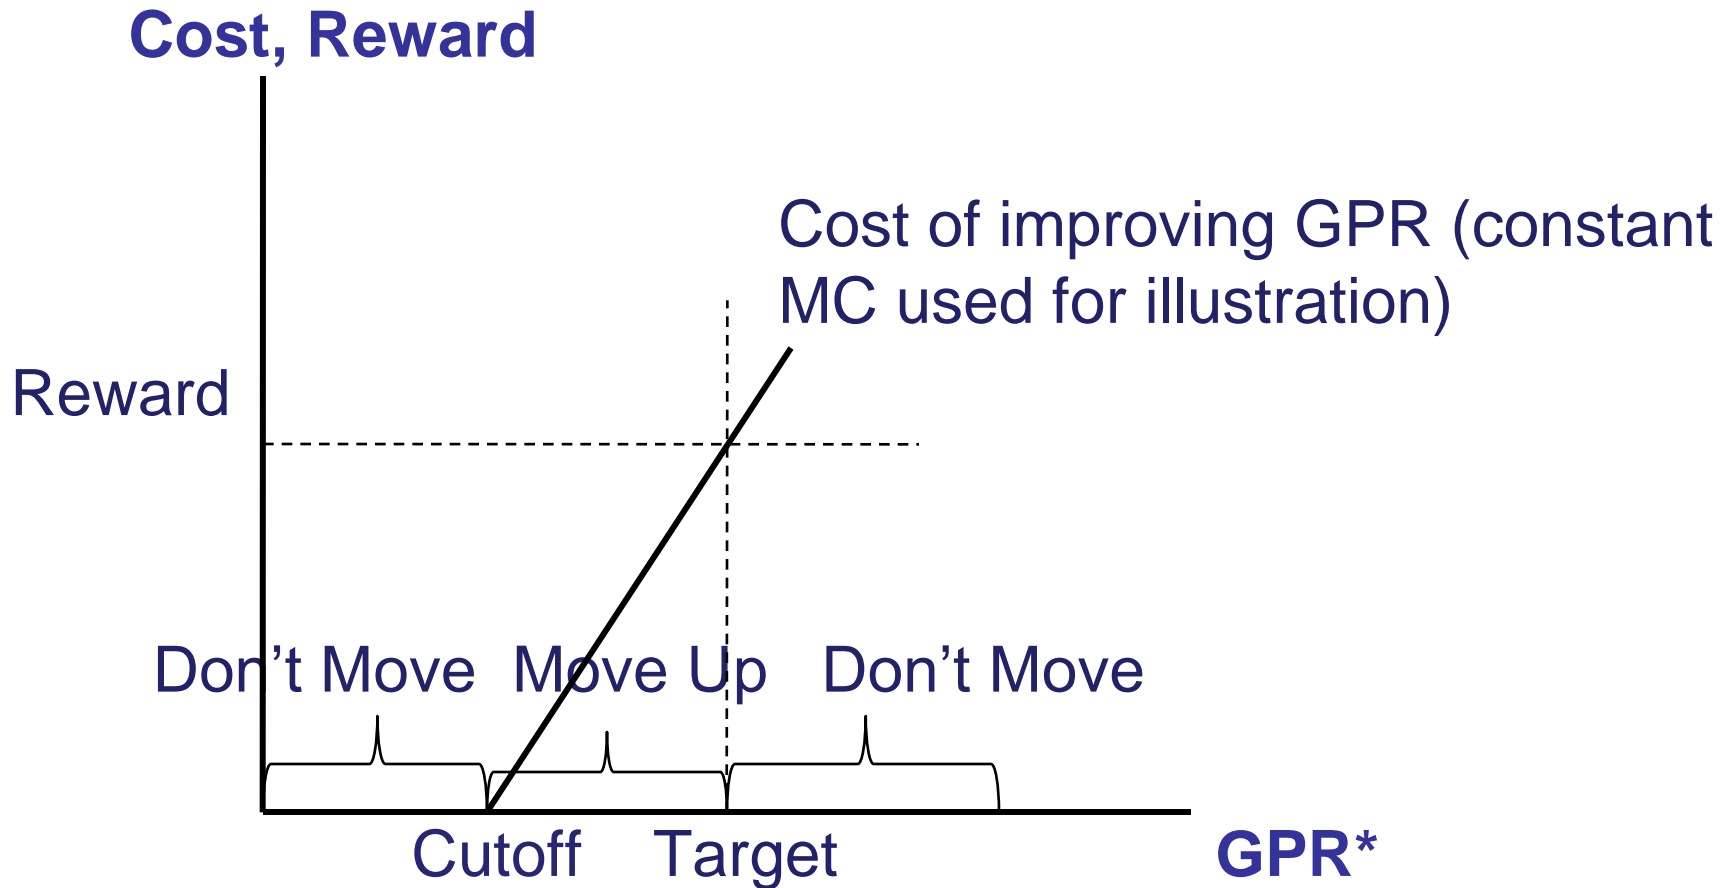 Cost, Reward
Cost of improving GPR (constant
MC used for illustration)
Reward
Don't Move
Move Up
Don't Move
Cutoff
Target
GPR*